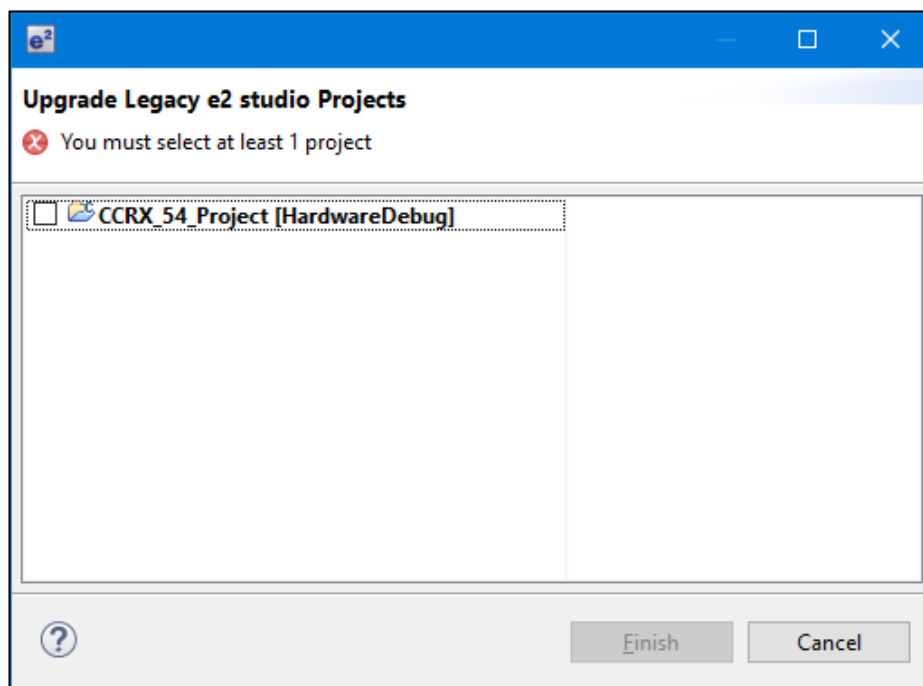 e²
Upgrade Legacy e2 studio Projects
You must select at least 1 project
CCRX_54_Project [HardwareDebug]
?
Finish
Cancel